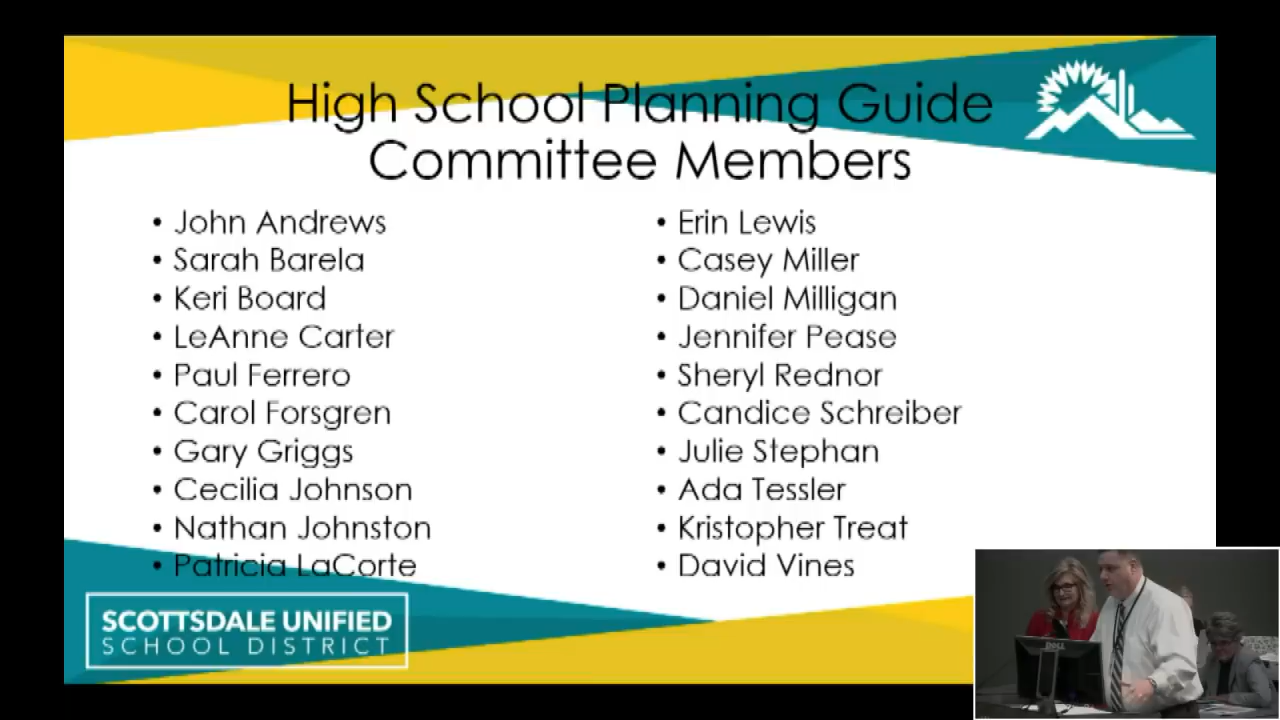 High School Planning Guide
Committee Members
• John Andrews
• Sarah Barela
• Keri Board
• LeAnne Carter
• Paul Ferrero
• Carol Forsgren
• Gary Griggs
• Cecilia Johnson
• Nathan Johnston
• Patricia LaCorte
• Erin Lewis
• Casey Miller
• Daniel Milligan
• Jennifer Pease
• Sheryl Rednor
• Candice Schreiber
• Julie Stephan
• Ada Tessler
• Kristopher Treat
• David Vines
SCOTTSDALE UNIFIED
SCHOOL DISTRICT
DELL